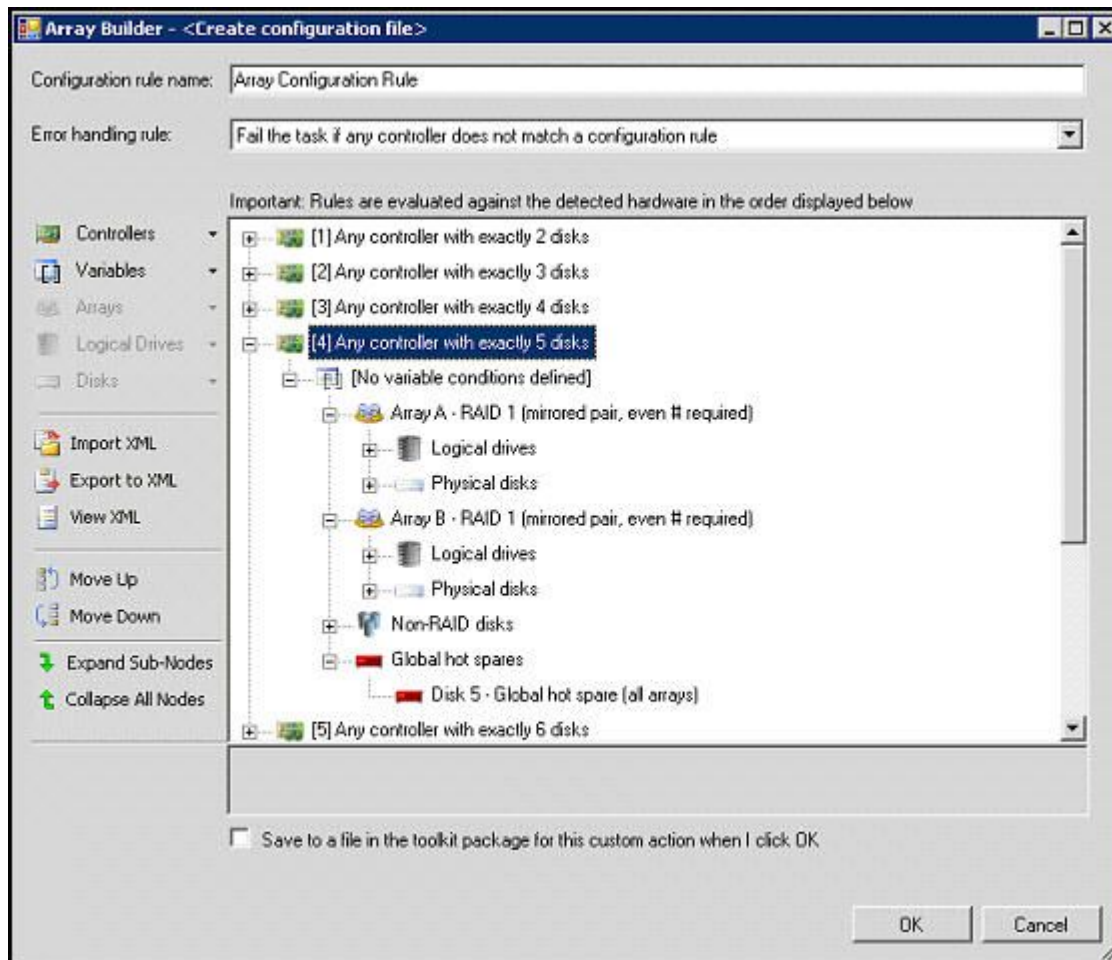 Array Builder - <Create configuration file>
Configuration rule name: Array Configuration Rule
Error handling rule: Fail the task if any controller does not match a configuration rule
Important: Rules are evaluated against the detected hardware in the order displayed below
Controllers
Variables
Arrays
Logical Drives
Disks
Import XML
Export to XML
View XML
Move Up
Move Down
Expand Sub-Nodes
Collapse All Nodes
[1] Any controller with exactly 2 disks
[2] Any controller with exactly 3 disks
[3] Any controller with exactly 4 disks
[4] Any controller with exactly 5 disks
[No variable conditions defined]
Array A - RAID 1 (mirrored pair, even # required)
Logical drives
Physical disks
Array B - RAID 1 (mirrored pair, even # required)
Logical drives
Physical disks
Non-RAID disks
Global hot spares
Disk 5 - Global hot spare (all arrays)
[5] Any controller with exactly 6 disks
Save to a file in the toolkit package for this custom action when I click OK
OK
Cancel